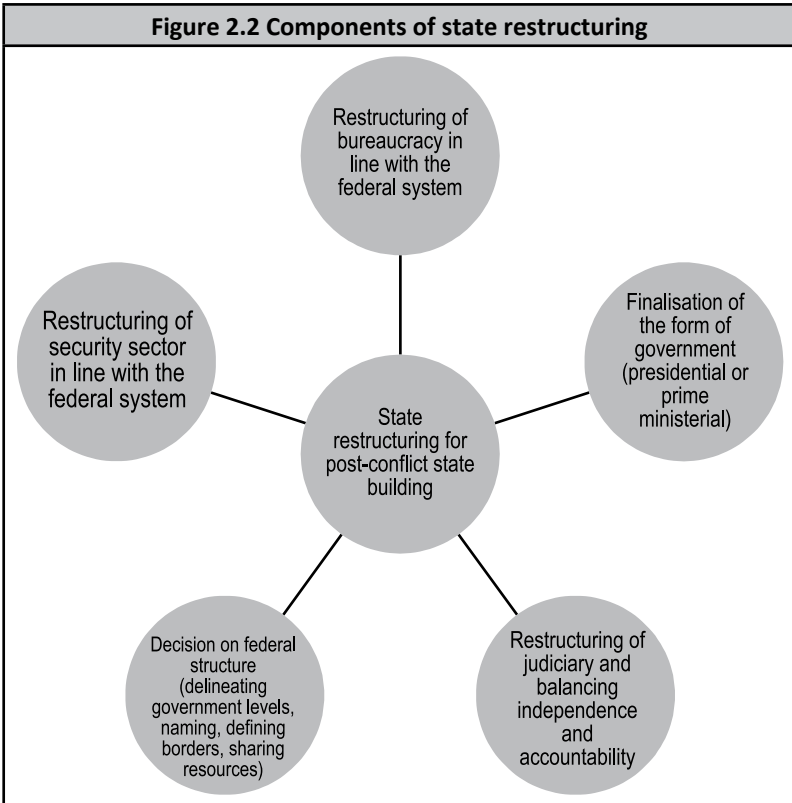 Figure 2.2 Components of state restructuring
Restructuring of
bureaucracy in
line with the
federal system
Finalisation of
the form of
government
(presidential or
prime
ministerial)
Restructuring of
security sector
in line with the
federal system
State
restructuring for
post-conflict state
building
Decision on federal
structure
(delineating
government levels,
naming, defining
borders, sharing
resources)
Restructuring of
judiciary and
balancing
independence
and
accountability